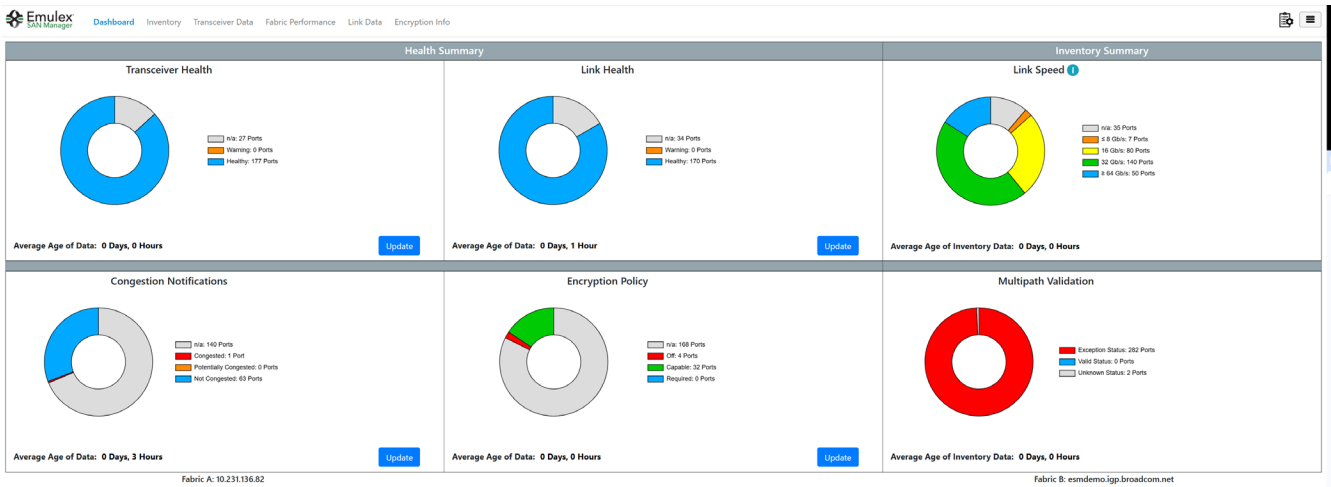 Emulex
SAN Manager
Dashboard Inventory Transceiver Data Fabric Performance Link Data Encryption Info
Health Summary
Inventory Summary
Transceiver Health
n/a: 27 Ports
Warning: 0 Ports
Healthy: 177 Ports
Average Age of Data: 0 Days, 0 Hours
Update
Link Health
n/a: 34 Ports
Warning: 0 Ports
Healthy: 170 Ports
Average Age of Data: 0 Days, 1 Hour
Update
Link Speed
n/a: 35 Ports
≤ 8 Gb/s: 7 Ports
16 Gb/s: 80 Ports
32 Gb/s: 140 Ports
≥ 64 Gb/s: 50 Ports
Average Age of Inventory Data: 0 Days, 0 Hours
Congestion Notifications
n/a: 140 Ports
Congested: 1 Port
Potentially Congested: 0 Ports
Not Congested: 63 Ports
Average Age of Data: 0 Days, 3 Hours
Update
Encryption Policy
n/a: 168 Ports
Off: 4 Ports
Capable: 32 Ports
Required: 0 Ports
Average Age of Data: 0 Days, 0 Hours
Update
Multipath Validation
Exception Status: 282 Ports
Valid Status: 0 Ports
Unknown Status: 2 Ports
Average Age of Inventory Data: 0 Days, 0 Hours
Fabric A: 10.231.136.82
Fabric B: esmdemo.igp.broadcom.net